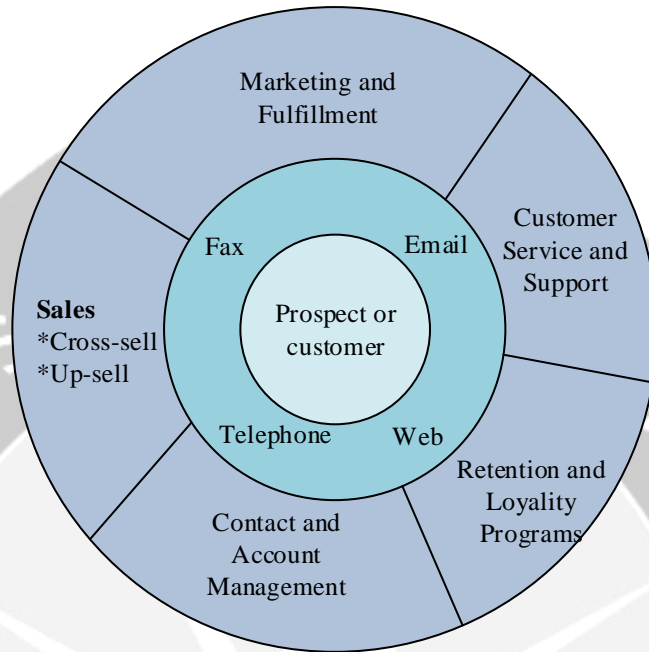 Marketing and
Fulfillment
Customer
Service and
Support
Fax
Email
Prospect or
customer
Sales
*Cross-sell
*Up-sell
Telephone
Web
Retention and
Loyality
Programs
Contact and
Account
Management